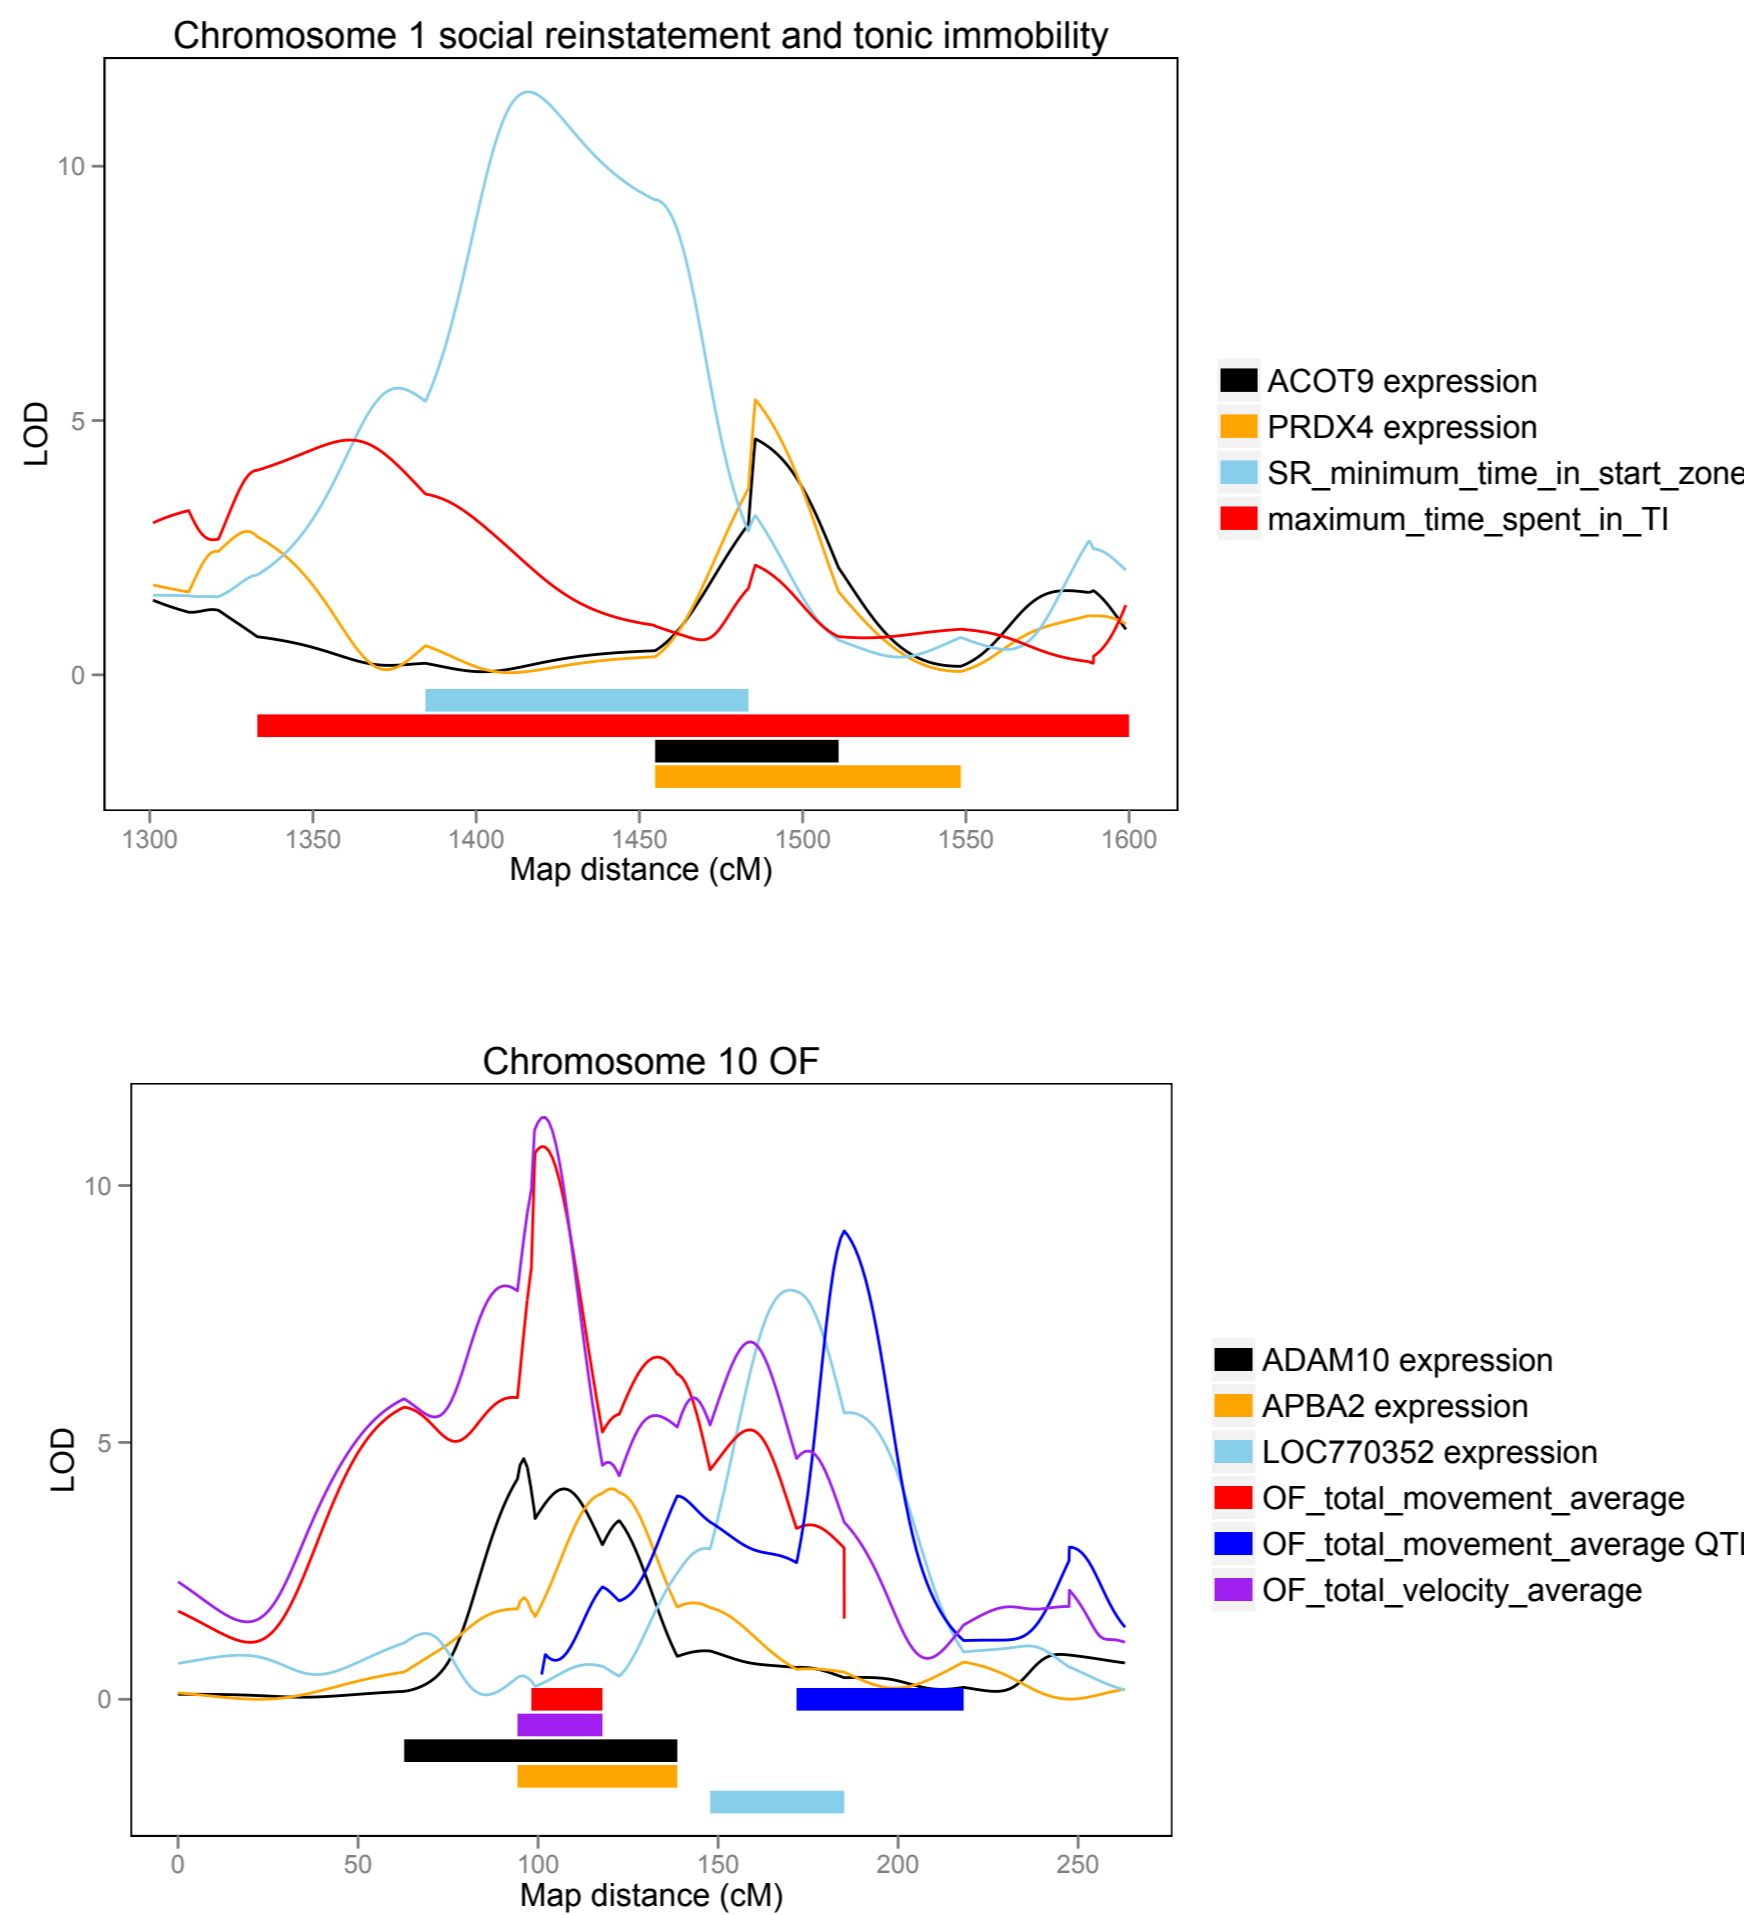 Chromosome 1 social reinstatement and tonic immobility
10
5
0
LOD
1300 1350 1400 1450 1500 1550 1600
Map distance (cM)
ACOT9 expression
PRDX4 expression
SR_minimum_time_in_start_zone
maximum_time_spent_in_TI
Chromosome 10 OF
10
5
0
LOD
0 50 100 150 200 250
Map distance (cM)
ADAM10 expression
APBA2 expression
LOC770352 expression
OF_total_movement_average
OF_total_movement_average QTL
OF_total_velocity_average